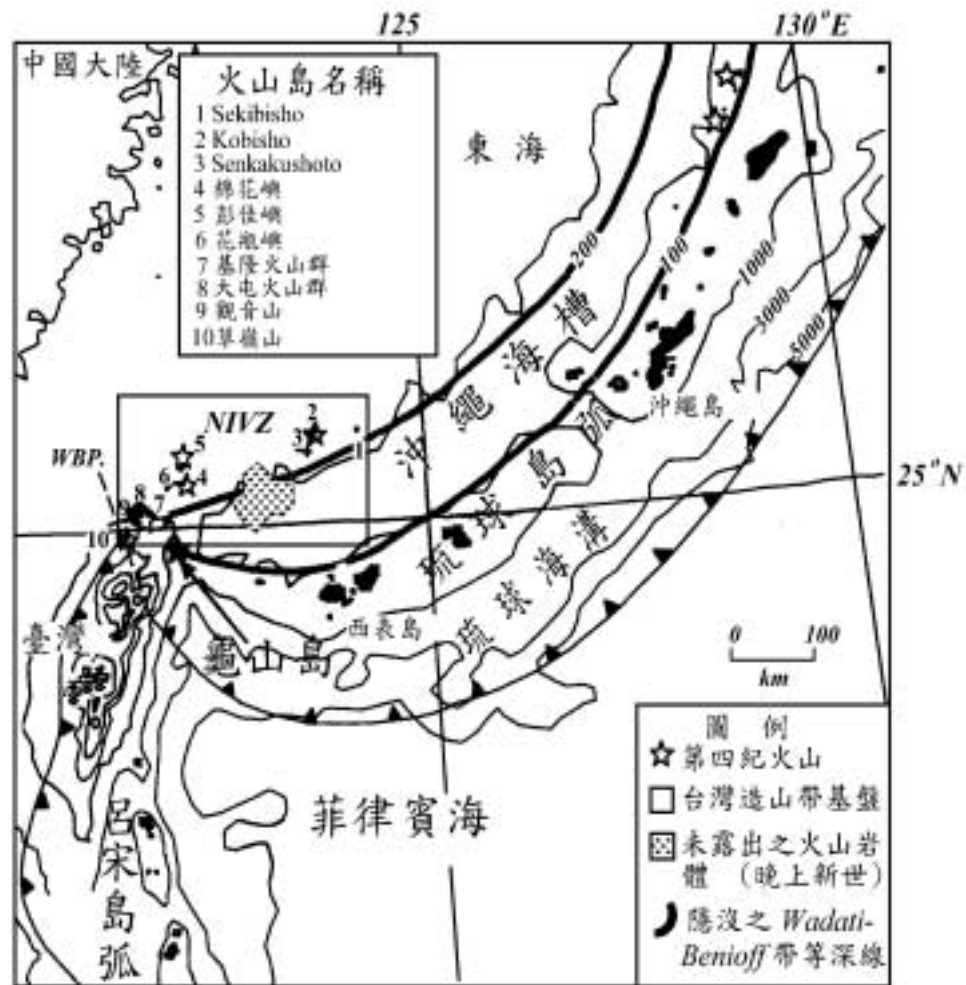 125
130°E
中國大陸
火山島名稱
1 Sekibisho
2 Kobisho
3 Senkakushoto
4 綿花嶼
5 彭佳嶼
6 花瓶嶼
7 基隆火山群
8 大屯火山群
9 觀音山
10 草嶺山
東 海
200
100
1000
3000
5000
沖繩海槽
沖繩島
NIVZ
2
3
1
5
6
4
WBP.
9
8
7
10
25°N
琉球島弧
琉球海溝
西表島
臺灣
龜山島
0 100
km
菲律賓海
呂宋島弧
圖 例
第四紀火山
台灣造山帶基盤
未露出之火山岩
體 (晚上新世)
隱沒之 Wadati-
Benioff 帶等深線